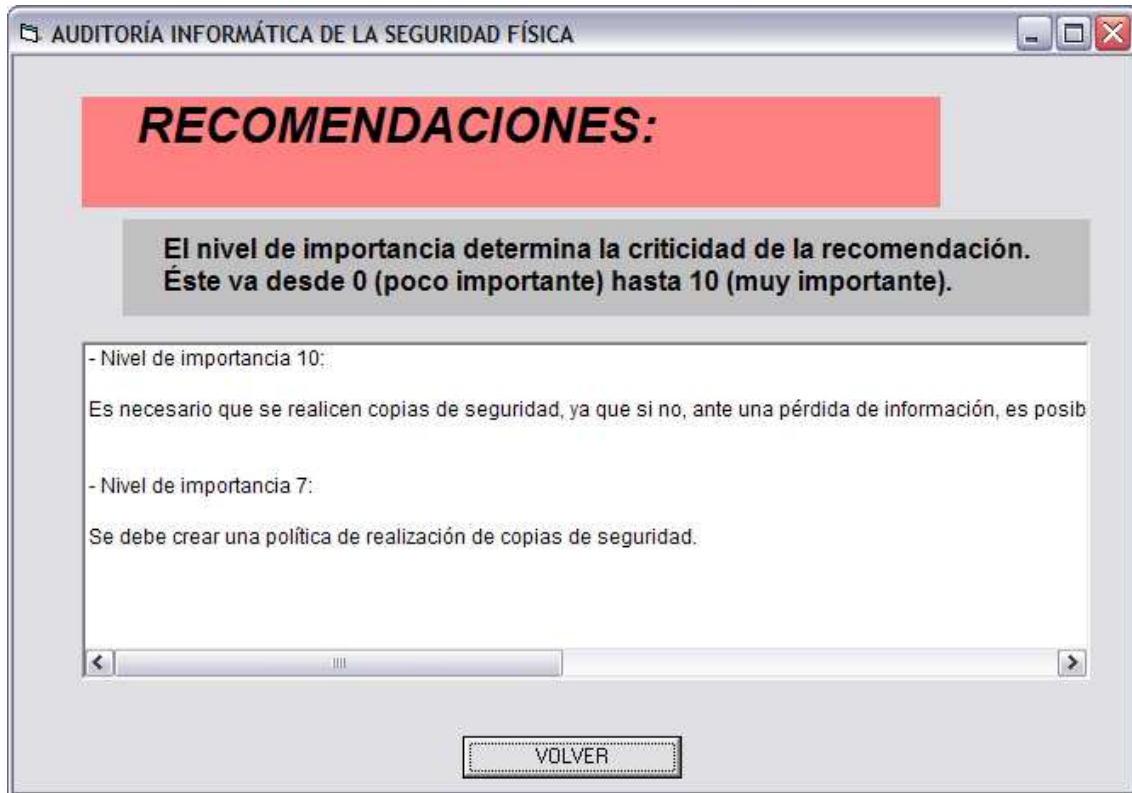 AUDITORÍA INFORMÁTICA DE LA SEGURIDAD FÍSICA
RECOMENDACIONES:
El nivel de importancia determina la criticidad de la recomendación.
Éste va desde 0 (poco importante) hasta 10 (muy importante).
- Nivel de importancia 10:
Es necesario que se realicen copias de seguridad, ya que si no, ante una pérdida de información, es posib
- Nivel de importancia 7:
Se debe crear una política de realización de copias de seguridad.
VOLVER